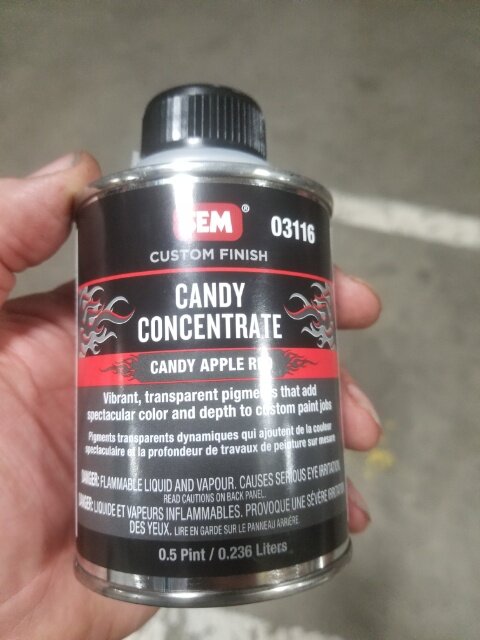 SEM® 03116
CUSTOM FINISH
CANDY
CONCENTRATE
CANDY APPLE RED
Vibrant, transparent pigments that add
spectacular color and depth to custom paint jobs
Pigments transparents dynamiques qui ajoutent de la couleur
spectaculaire et la profondeur de travaux de peinture sur mesure
DANGER: FLAMMABLE LIQUID AND VAPOUR. CAUSES SERIOUS EYE IRRITATION
READ CAUTIONS ON BACK PANEL.
DANGER: LIQUIDE ET VAPEURS INFLAMMABLES. PROVOQUE UNE SÉVÈRE IRRITATION
DES YEUX. LIRE EN GARDE SUR LE PANNEAU ARRIÈRE.
0.5 Pint / 0.236 Liters